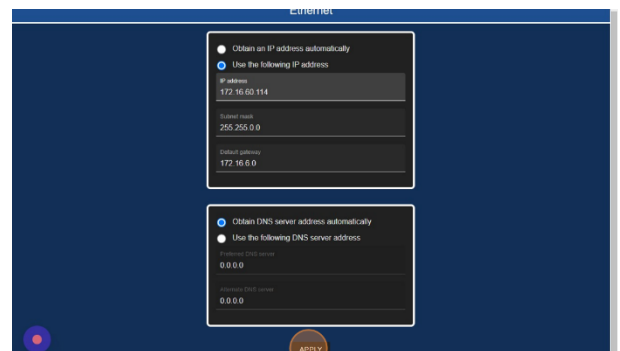 Ethernet
Obtain an IP address automatically
Use the following IP address
IP address
172.16.60.114
Subnet mask
255.255.0.0
Default gateway
172.16.6.0
Obtain DNS server address automatically
Use the following DNS server address
Preferred DNS server
0.0.0.0
Alternate DNS server
0.0.0.0
APPLY